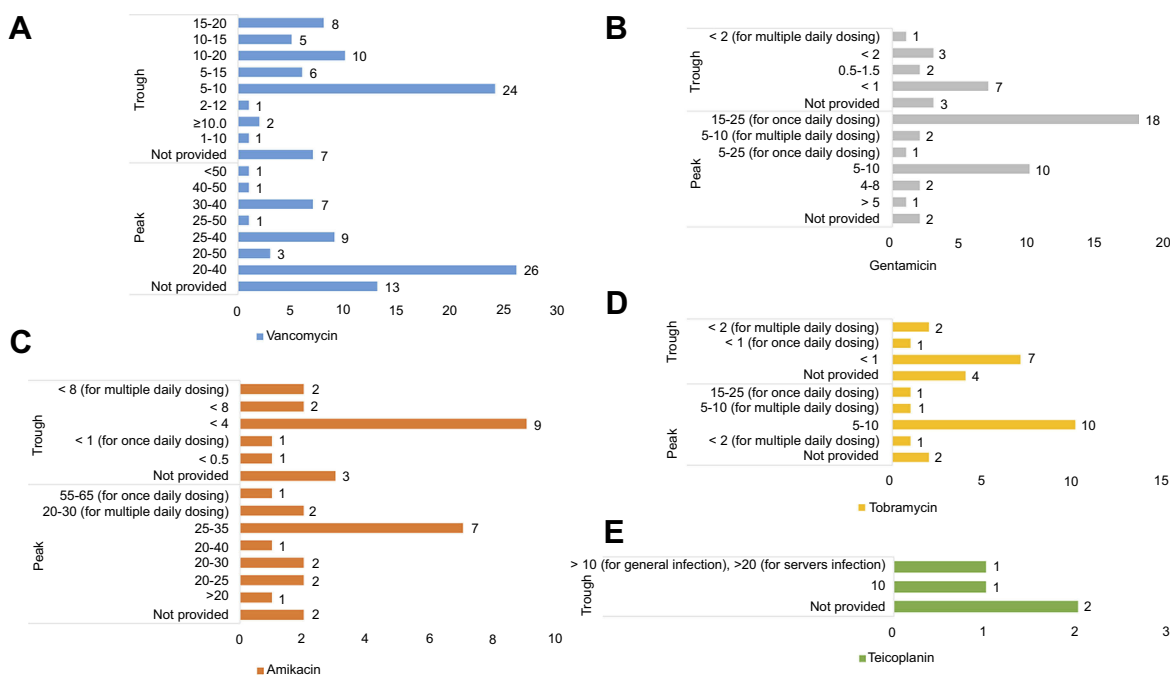 A
Trough
15-20 8
10-15 5
10-20 10
5-15 6
5-10 24
2-12 1
≥10.0 2
1-10 1
Not provided 7
Peak
<50 1
40-50 1
30-40 7
25-50 1
25-40 9
20-50 3
20-40 26
Not provided 13
0 5 10 15 20 25 30
Vancomycin
B
Trough
< 2 (for multiple daily dosing) 1
< 2 3
0.5-1.5 2
< 1 7
Not provided 3
Peak
15-25 (for once daily dosing) 18
5-10 (for multiple daily dosing) 2
5-25 (for once daily dosing) 1
5-10 10
4-8 2
> 5 1
Not provided 2
0 5 10 15 20
Gentamicin
C
Trough
< 8 (for multiple daily dosing) 2
< 8 2
< 4 9
< 1 (for once daily dosing) 1
< 0.5 1
Not provided 3
Peak
55-65 (for once daily dosing) 1
20-30 (for multiple daily dosing) 2
25-35 7
20-40 1
20-30 2
20-25 2
>20 1
Not provided 2
0 2 4 6 8 10
Amikacin
D
Trough
< 2 (for multiple daily dosing) 2
< 1 (for once daily dosing) 1
< 1 7
Not provided 4
Peak
15-25 (for once daily dosing) 1
5-10 (for multiple daily dosing) 1
5-10 10
< 2 (for multiple daily dosing) 1
Not provided 2
0 5 10 15
Tobramycin
E
Trough
> 10 (for general infection), >20 (for servers infection) 1
10 1
Not provided 2
0 1 2 3
Teicoplanin